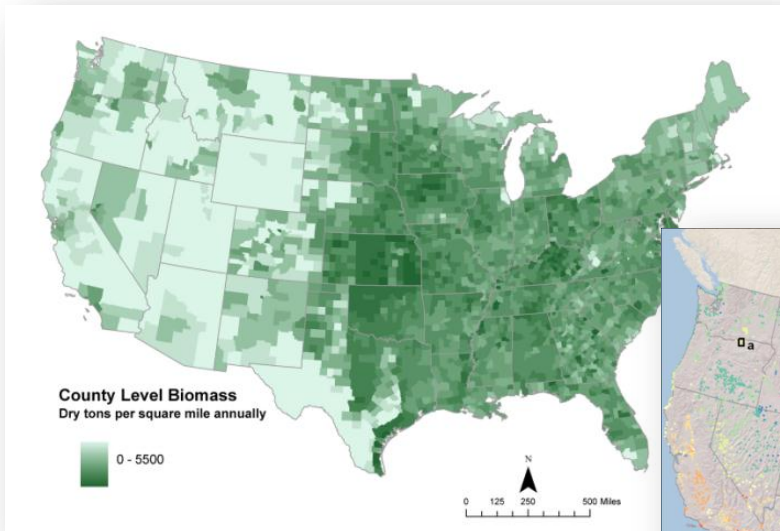 County Level Biomass
Dry tons per square mile annually
0 - 5500
N
0 125 250 500 Miles
a